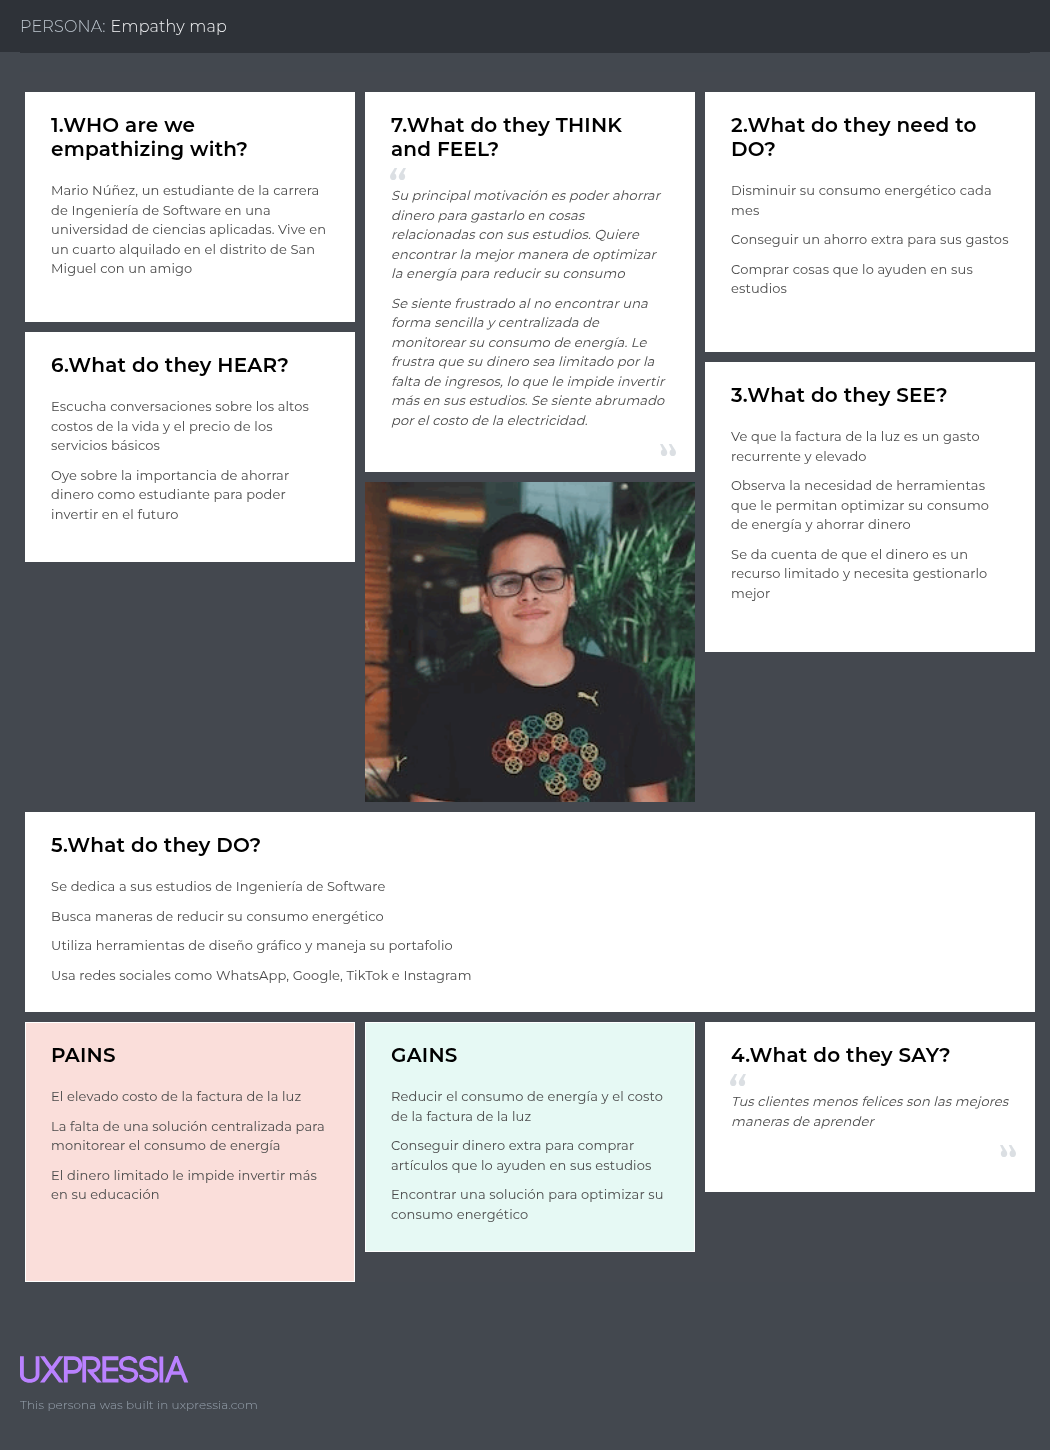 PERSONA: Empathy map
1.WHO are we
empathizing with?
Mario Núñez, un estudiante de la carrera
de Ingeniería de Software en una
universidad de ciencias aplicadas. Vive en
un cuarto alquilado en el distrito de San
Miguel con un amigo
6.What do they HEAR?
Escucha conversaciones sobre los altos
costos de la vida y el precio de los
servicios básicos
Oye sobre la importancia de ahorrar
dinero como estudiante para poder
invertir en el futuro
7.What do they THINK
and FEEL?
“
Su principal motivación es poder ahorrar
dinero para gastarlo en cosas
relacionadas con sus estudios. Quiere
encontrar la mejor manera de optimizar
la energía para reducir su consumo
Se siente frustrado al no encontrar una
forma sencilla y centralizada de
monitorear su consumo de energía. Le
frustra que su dinero sea limitado por la
falta de ingresos, lo que le impide invertir
más en sus estudios. Se siente abrumado
por el costo de la electricidad.
”
2.What do they need to
DO?
Disminuir su consumo energético cada
mes
Conseguir un ahorro extra para sus gastos
Comprar cosas que lo ayuden en sus
estudios
3.What do they SEE?
Ve que la factura de la luz es un gasto
recurrente y elevado
Observa la necesidad de herramientas
que le permitan optimizar su consumo
de energía y ahorrar dinero
Se da cuenta de que el dinero es un
recurso limitado y necesita gestionarlo
mejor
5.What do they DO?
Se dedica a sus estudios de Ingeniería de Software
Busca maneras de reducir su consumo energético
Utiliza herramientas de diseño gráfico y maneja su portafolio
Usa redes sociales como WhatsApp, Google, TikTok e Instagram
PAINS
El elevado costo de la factura de la luz
La falta de una solución centralizada para
monitorear el consumo de energía
El dinero limitado le impide invertir más
en su educación
GAINS
Reducir el consumo de energía y el costo
de la factura de la luz
Conseguir dinero extra para comprar
artículos que lo ayuden en sus estudios
Encontrar una solución para optimizar su
consumo energético
4.What do they SAY?
“
Tus clientes menos felices son las mejores
maneras de aprender
”
UXPRESSIA
This persona was built in uxpressia.com